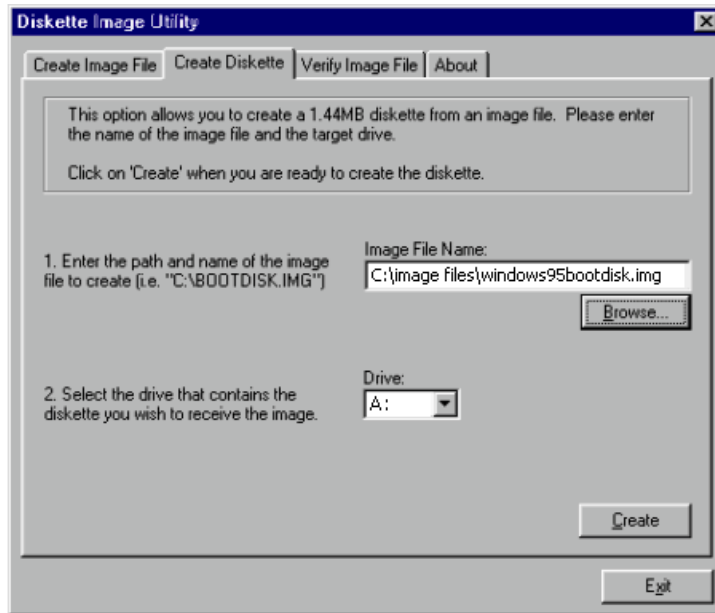 Diskette Image Utility
Create Image File
Create Diskette
Verify Image File
About
This option allows you to create a 1.44MB diskette from an image file. Please enter
the name of the image file and the target drive.
Click on 'Create' when you are ready to create the diskette.
1. Enter the path and name of the image
file to create (i.e. "C:\BOOTDISK.IMG")
Image File Name:
C:\image files\windows95bootdisk.img
Browse...
2. Select the drive that contains the
diskette you wish to receive the image.
Drive:
A:
Create
Exit